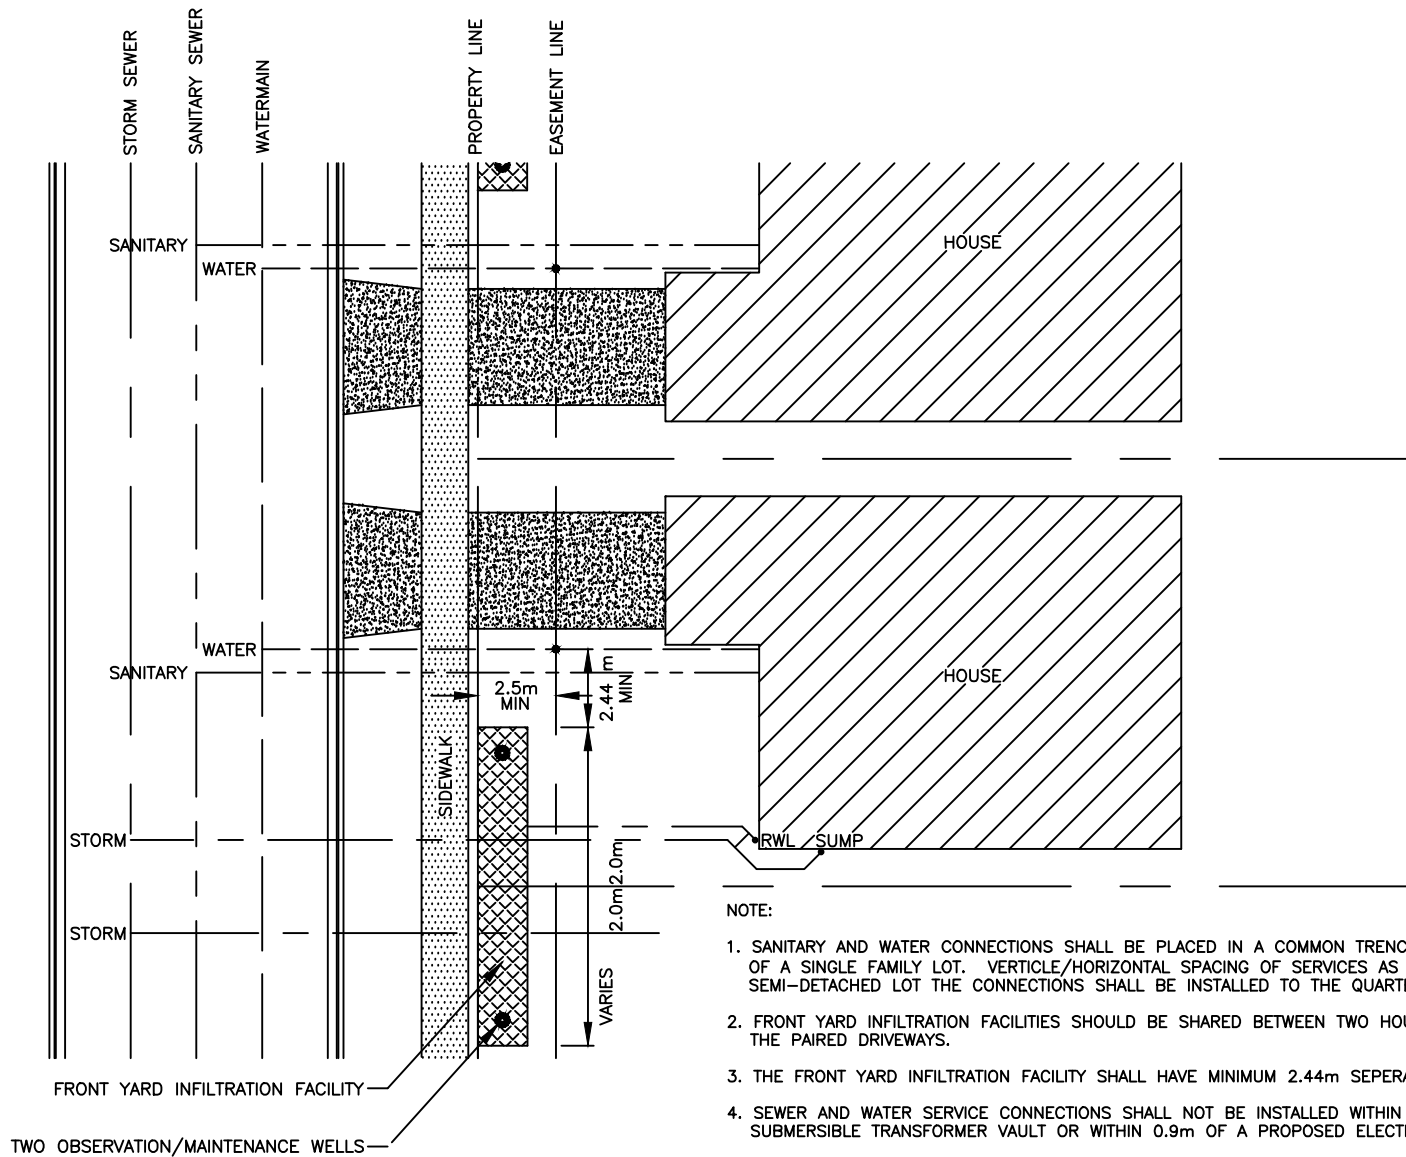 STORM SEWER
SANITARY SEWER
WATERMAIN
PROPERTY LINE
EASEMENT LINE
SANITARY
WATER
HOUSE
WATER
SANITARY
2.5m
MIN
2.44 m
MIN
HOUSE
SIDEWALK
STORM
RWL SUMP
2.0m2.0m
STORM
VARIES
FRONT YARD INFILTRATION FACILITY
TWO OBSERVATION/MAINTENANCE WELLS
NOTE:
1. SANITARY AND WATER CONNECTIONS SHALL BE PLACED IN A COMMON TRENC
OF A SINGLE FAMILY LOT. VERTICLE/HORIZONTAL SPACING OF SERVICES AS
SEMI-DETACHED LOT THE CONNECTIONS SHALL BE INSTALLED TO THE QUARTE
2. FRONT YARD INFILTRATION FACILITIES SHOULD BE SHARED BETWEEN TWO HOU
THE PAIRED DRIVEWAYS.
3. THE FRONT YARD INFILTRATION FACILITY SHALL HAVE MINIMUM 2.44m SEPERA
4. SEWER AND WATER SERVICE CONNECTIONS SHALL NOT BE INSTALLED WITHIN
SUBMERSIBLE TRANSFORMER VAULT OR WITHIN 0.9m OF A PROPOSED ELECT